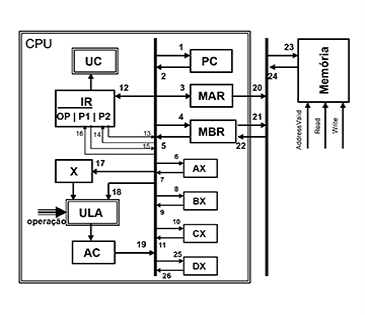 CPU
UC
1
PC
2
23
24
Memória
IR
OP | P1 | P2
12
3
MAR
20
4
MBR
21
5
22
16
14
13
15
AddressValid
Read
Write
X
17
6
AX
7
18
8
BX
9
operação
ULA
10
CX
11
AC
19
25
DX
26